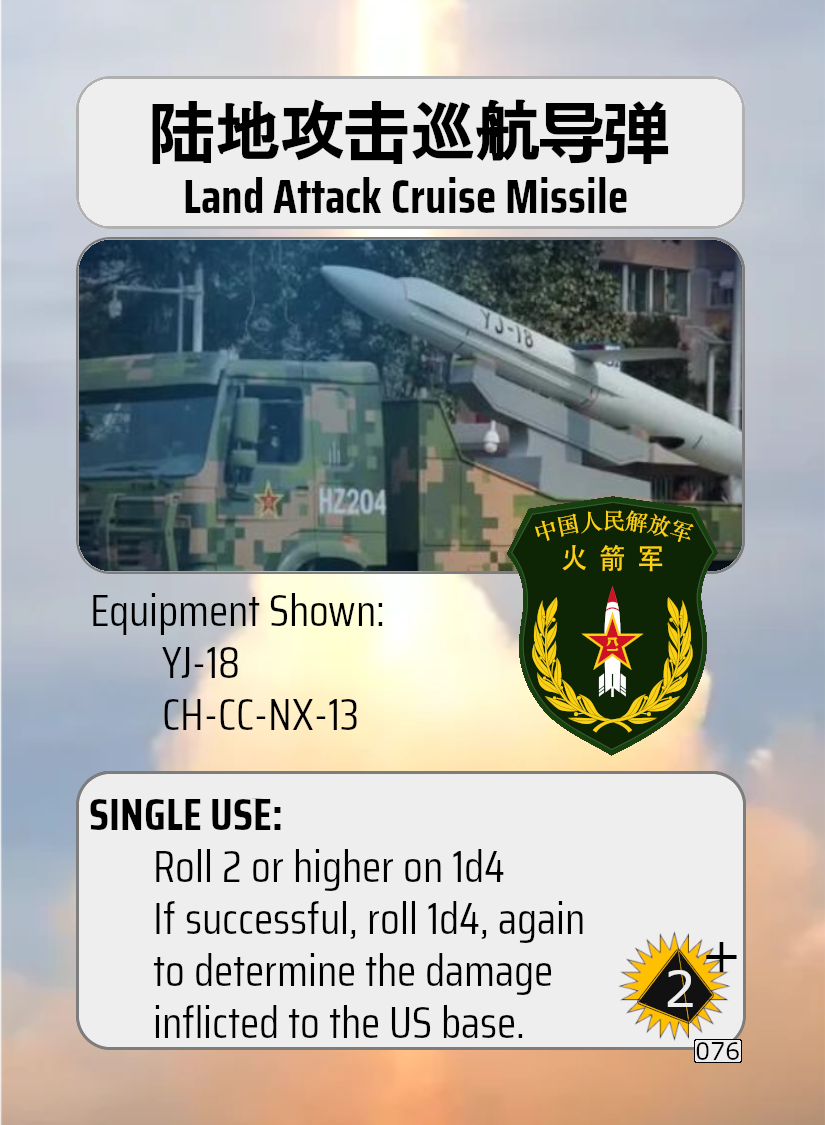 陆地攻击巡航导弹
Land Attack Cruise Missile
YJ-18
HZ204
中国人民解放军
火箭军
Equipment Shown:
YJ-18
CH-CC-NX-13
SINGLE USE:
Roll 2 or higher on 1d4
If successful, roll 1d4, again
to determine the damage
inflicted to the US base.
2+
076